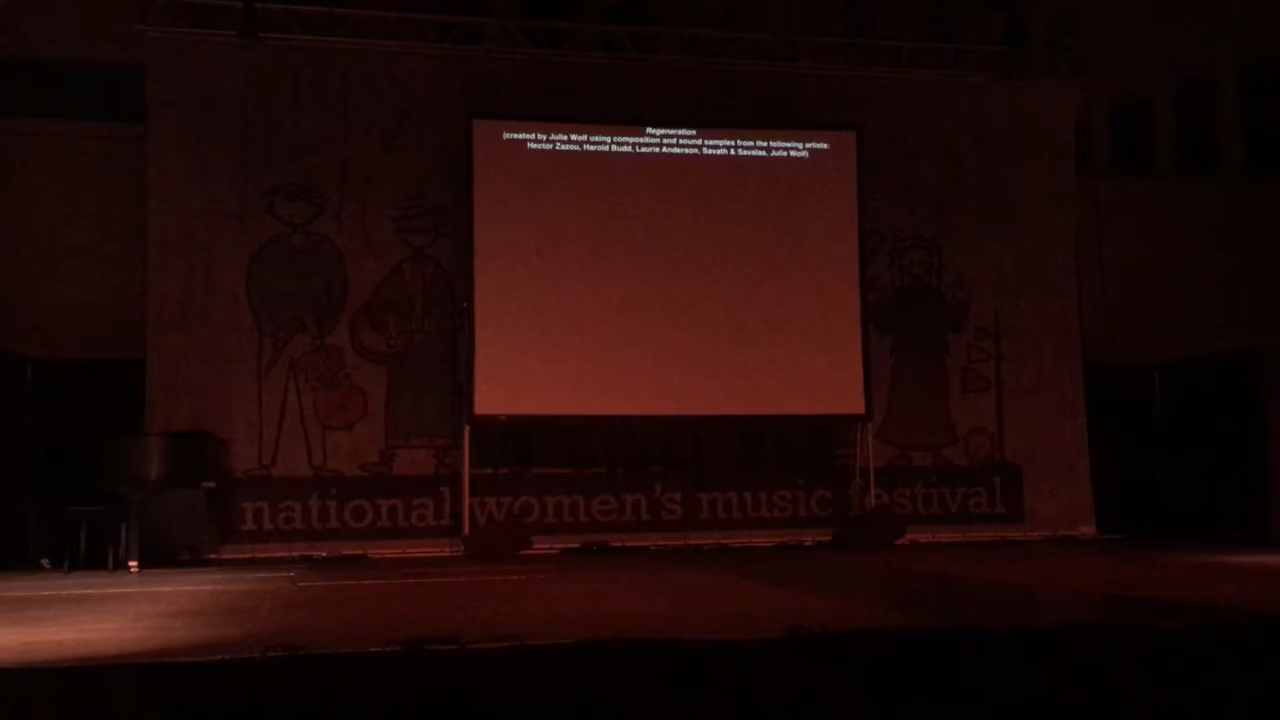 Regeneration
(created by Julie Wolf using composition and sound samples from the following artists:
Hector Zazou, Harold Budd, Laurie Anderson, Savath & Savalas, Julie Wolf)
national women's music festival